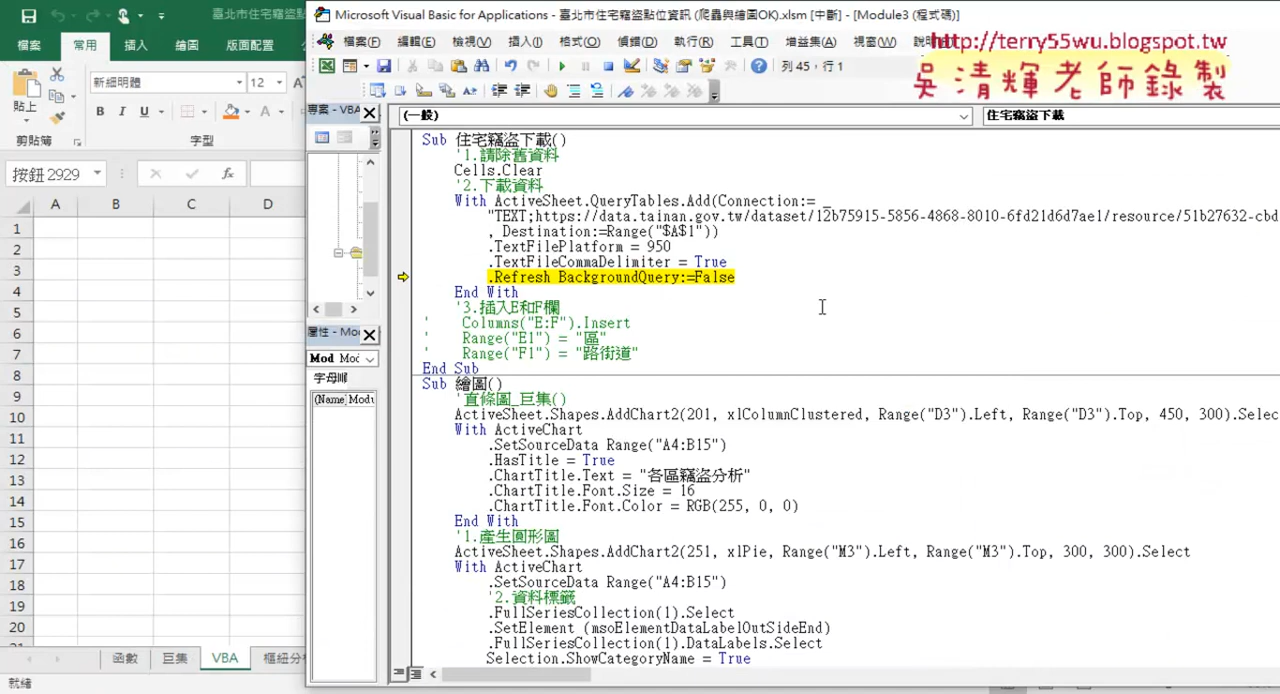 臺北市住宅竊盜點
檔案 常用 插入 繪圖 版面配置
新細明體 12
貼上
B I U
剪貼簿 字型
按鈕 2929
A B C D
1
2
3
4
5
6
7
8
9
10
11
12
13
14
15
16
17
18
19
20
函數 巨集 VBA 樞紐分
就緒
Microsoft Visual Basic for Applications - 臺北市住宅竊盜點位資訊 (爬蟲與繪圖OK).xlsm [中斷] - [Module3 (程式碼)]
檔案(F) 編輯(E) 檢視(V) 插入(I) 格式(O) 偵錯(D) 執行(R) 工具(T) 增益集(A) 視窗(W) 說明
http://terry55wu.blogspot.tw
吳清輝老師錄製
列 45，行 1
專案 - VBA
屬性 - Mod
Mod Moc
字母順
(Name) Modu
(一般) 住宅竊盜下載
Sub 住宅竊盜下載()
'1.請除舊資料
Cells.Clear
'2.下載資料
With ActiveSheet.QueryTables.Add(Connection:= _
"TEXT;https://data.tainan.gov.tw/dataset/12b75915-5856-4868-8010-6fd21d6d7ae1/resource/51b27632-cbd
, Destination:=Range("$A$1"))
.TextFilePlatform = 950
.TextFileCommaDelimiter = True
.Refresh BackgroundQuery:=False
End With
'3.插入E和F欄
' Columns("E:F").Insert
' Range("E1") = "區"
' Range("F1") = "路街道"
End Sub
Sub 繪圖()
'直條圖_巨集()
ActiveSheet.Shapes.AddChart2(201, xlColumnClustered, Range("D3").Left, Range("D3").Top, 450, 300).Selec
With ActiveChart
.SetSourceData Range("A4:B15")
.HasTitle = True
.ChartTitle.Text = "各區竊盜分析"
.ChartTitle.Font.Size = 16
.ChartTitle.Font.Color = RGB(255, 0, 0)
End With
'1.產生圓形圖
ActiveSheet.Shapes.AddChart2(251, xlPie, Range("M3").Left, Range("M3").Top, 300, 300).Select
With ActiveChart
.SetSourceData Range("A4:B15")
'2.資料標籤
.FullSeriesCollection(1).Select
.SetElement (msoElementDataLabelOutSideEnd)
.FullSeriesCollection(1).DataLabels.Select
Selection.ShowCategoryName = True